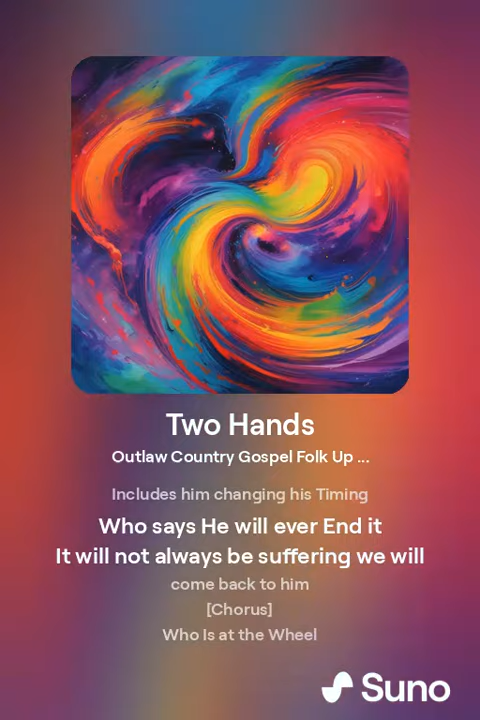 Two Hands
Outlaw Country Gospel Folk Up ...
Includes him changing his Timing
Who says He will ever End it
It will not always be suffering we will
come back to him
[Chorus]
Who Is at the Wheel
Suno